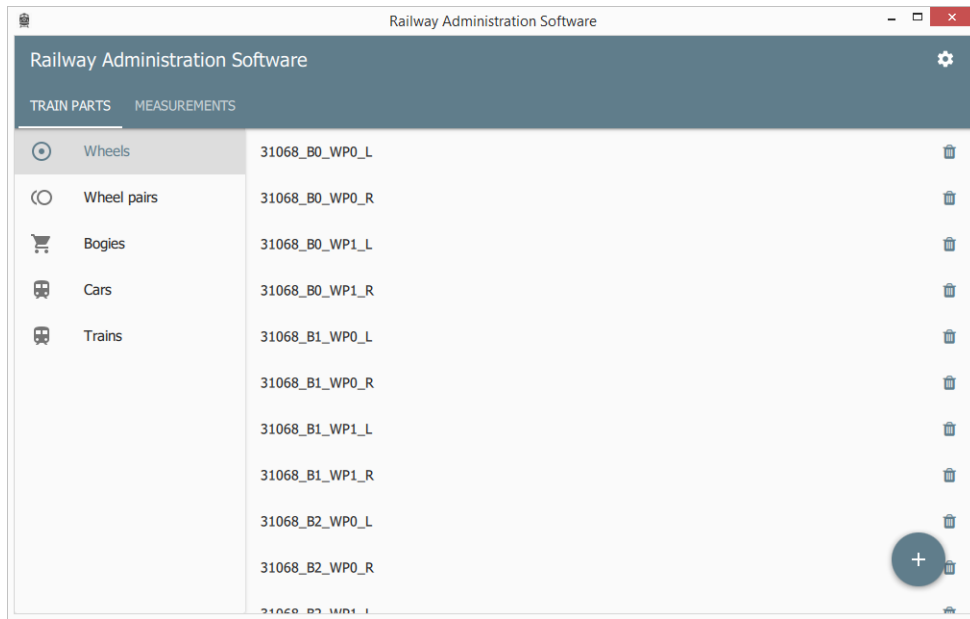 Railway Administration Software
Railway Administration Software
TRAIN PARTS MEASUREMENTS
Wheels
Wheel pairs
Bogies
Cars
Trains
31068_B0_WP0_L
31068_B0_WP0_R
31068_B0_WP1_L
31068_B0_WP1_R
31068_B1_WP0_L
31068_B1_WP0_R
31068_B1_WP1_L
31068_B1_WP1_R
31068_B2_WP0_L
31068_B2_WP0_R
31068_B2_WP1_L